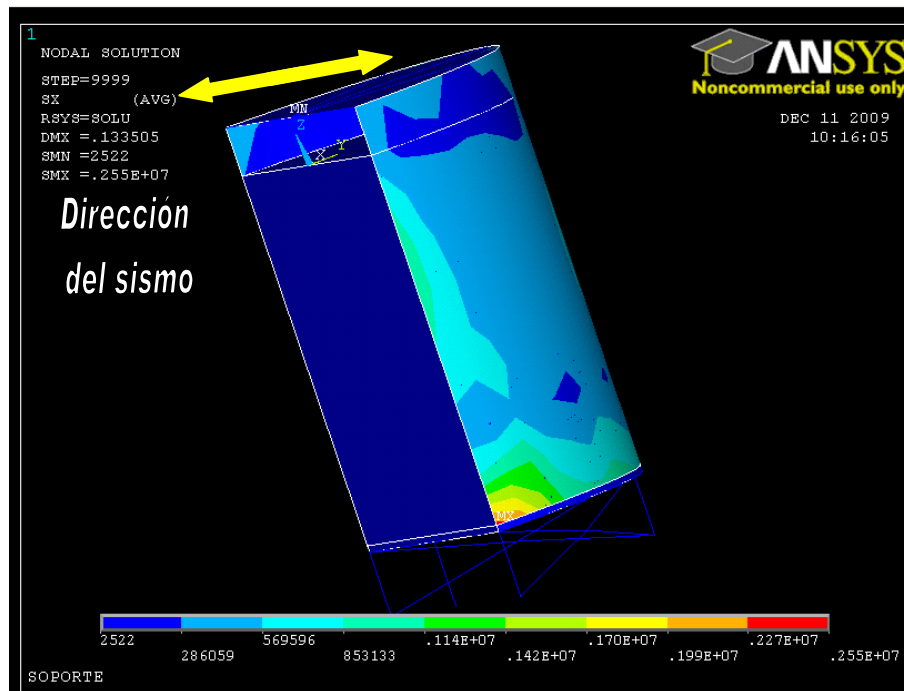 1
NODAL SOLUTION
STEP=9999
SX (AVG)
RSYS=SOLU
DMX =.133505
SMN =2522
SMX =.255E+07
Dirección
del sismo
ANSYS
Noncommercial use only
DEC 11 2009
10:16:05
MN
Z
X Y
MX
2522 569596 .114E+07 .170E+07 .227E+07
286059 853133 .142E+07 .199E+07 .255E+07
SOPORTE